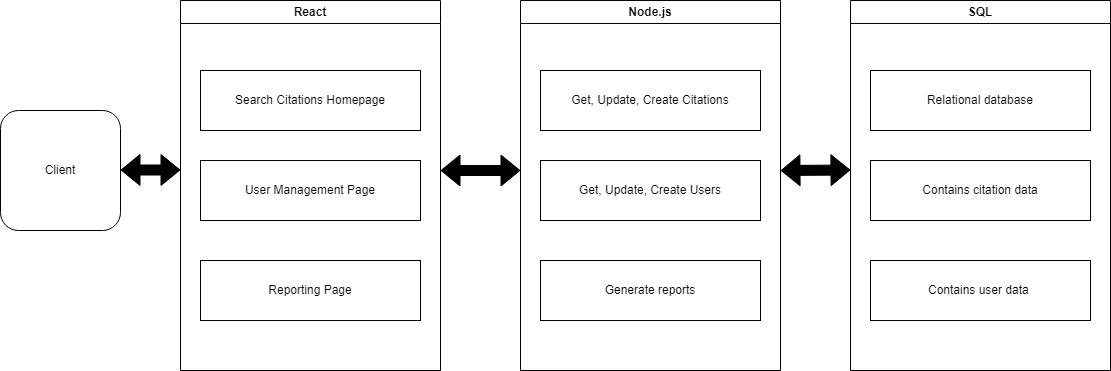 React
Node.js
SQL
Search Citations Homepage
Get, Update, Create Citations
Relational database
Client
User Management Page
Get, Update, Create Users
Contains citation data
Reporting Page
Generate reports
Contains user data